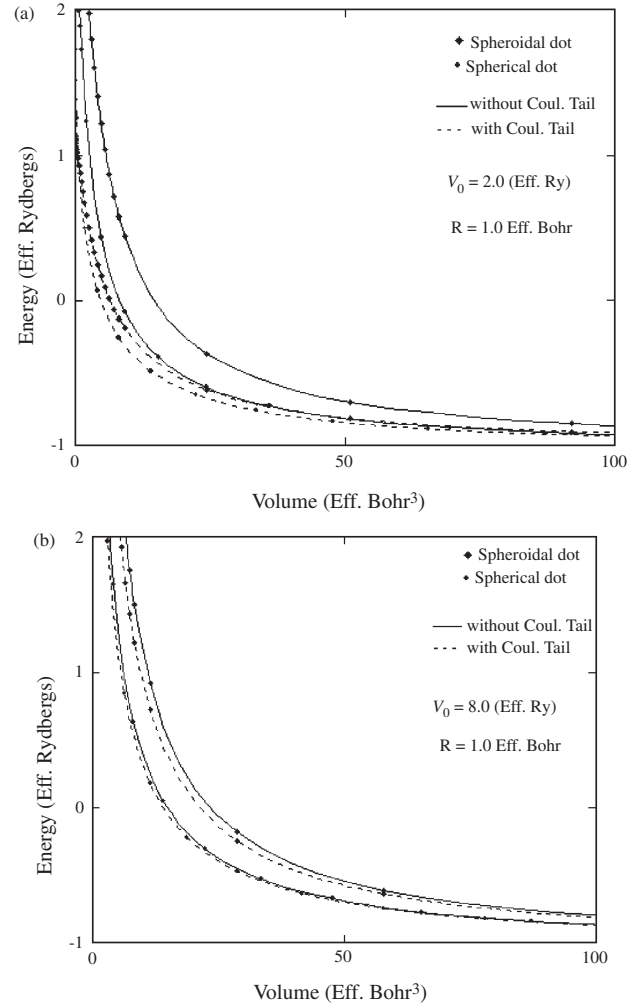 (a)
2
1
0
-1
Energy (Eff. Rydbergs)
Spheroidal dot
Spherical dot
without Coul. Tail
with Coul. Tail
V0 = 2.0 (Eff. Ry)
R = 1.0 Eff. Bohr
0 50 100
Volume (Eff. Bohr³)
(b)
2
1
0
-1
Energy (Eff. Rydbergs)
Spheroidal dot
Spherical dot
without Coul. Tail
with Coul. Tail
V0 = 8.0 (Eff. Ry)
R = 1.0 Eff. Bohr
0 50 100
Volume (Eff. Bohr³)